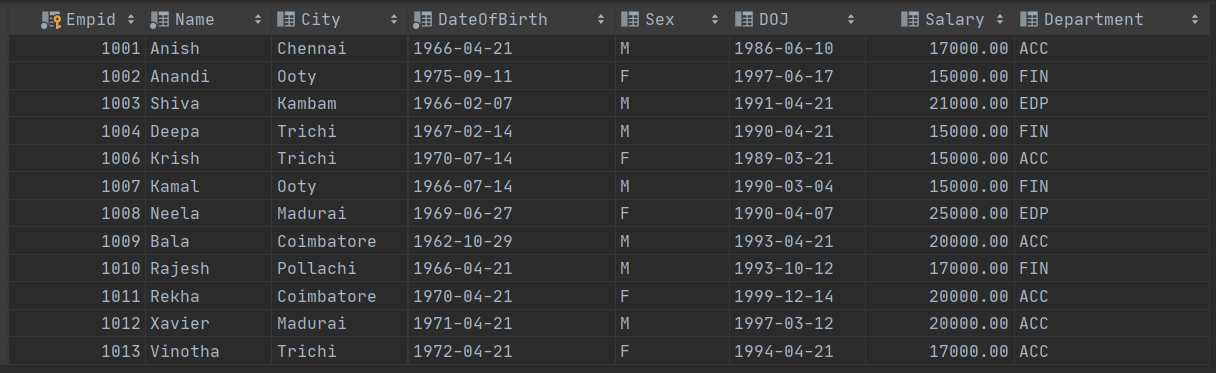 Empid Name City DateOfBirth Sex DOJ Salary Department
1001 Anish Chennai 1966-04-21 M 1986-06-10 17000.00 ACC
1002 Anandi Ooty 1975-09-11 F 1997-06-17 15000.00 FIN
1003 Shiva Kambam 1966-02-07 M 1991-04-21 21000.00 EDP
1004 Deepa Trichi 1967-02-14 M 1990-04-21 15000.00 FIN
1006 Krish Trichi 1970-07-14 F 1989-03-21 15000.00 ACC
1007 Kamal Ooty 1966-07-14 M 1990-03-04 15000.00 FIN
1008 Neela Madurai 1969-06-27 F 1990-04-07 25000.00 EDP
1009 Bala Coimbatore 1962-10-29 M 1993-04-21 20000.00 ACC
1010 Rajesh Pollachi 1966-04-21 M 1993-10-12 17000.00 FIN
1011 Rekha Coimbatore 1970-04-21 F 1999-12-14 20000.00 ACC
1012 Xavier Madurai 1971-04-21 M 1997-03-12 20000.00 ACC
1013 Vinotha Trichi 1972-04-21 F 1994-04-21 17000.00 ACC